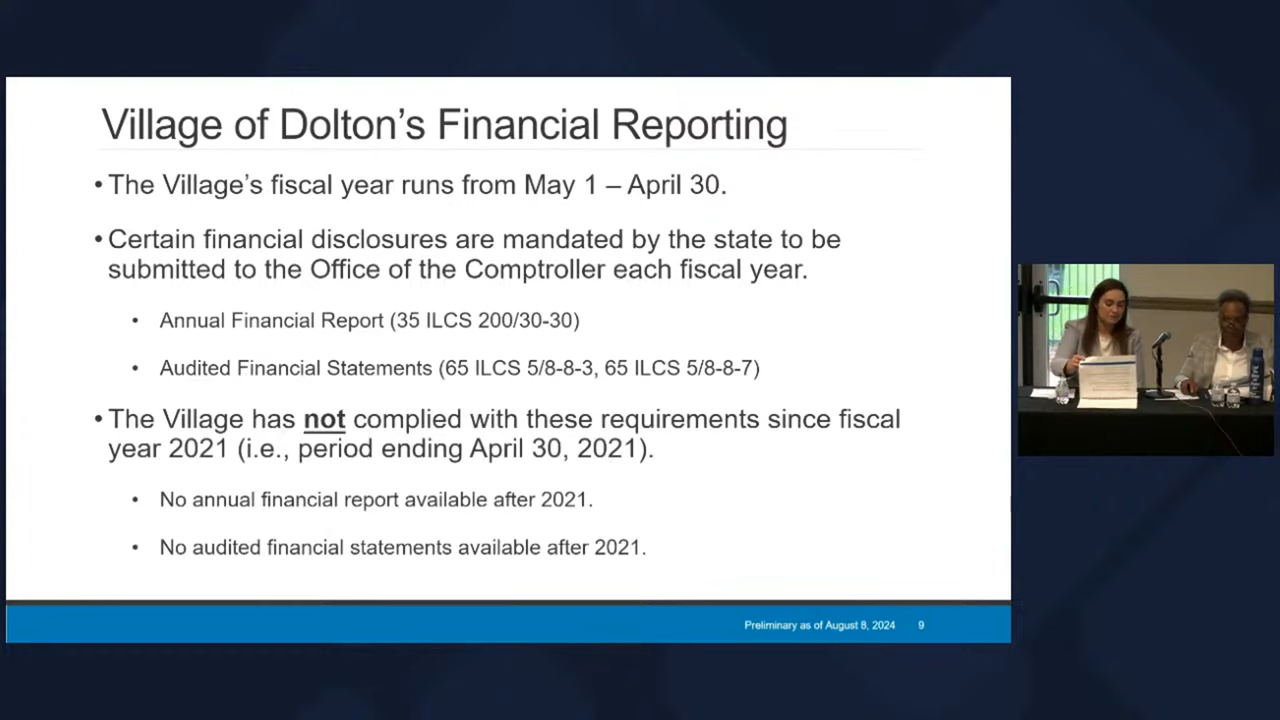 Village of Dolton's Financial Reporting
• The Village's fiscal year runs from May 1 – April 30.
• Certain financial disclosures are mandated by the state to be
submitted to the Office of the Comptroller each fiscal year.
• Annual Financial Report (35 ILCS 200/30-30)
• Audited Financial Statements (65 ILCS 5/8-8-3, 65 ILCS 5/8-8-7)
• The Village has not complied with these requirements since fiscal
year 2021 (i.e., period ending April 30, 2021).
• No annual financial report available after 2021.
• No audited financial statements available after 2021.
Preliminary as of August 8, 2024 9